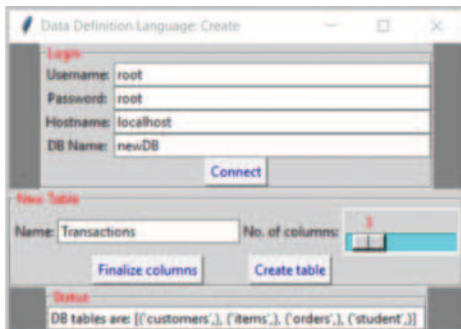 Data Definition Language: Create
Login
Username: root
Password: root
Hostname: localhost
DB Name: newDB
Connect
New Table
3
Name: Transactions No. of columns:
Finalize columns Create table
Status
DB tables are: [('customers',), ('items',), ('orders',), ('student',)]